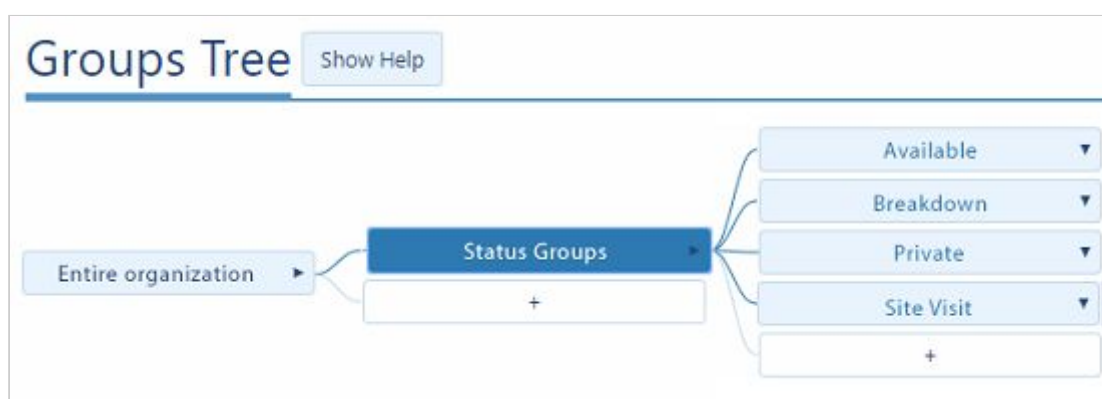 Groups Tree
Show Help
Available
Breakdown
Entire organization
Status Groups
Private
+
Site Visit
+